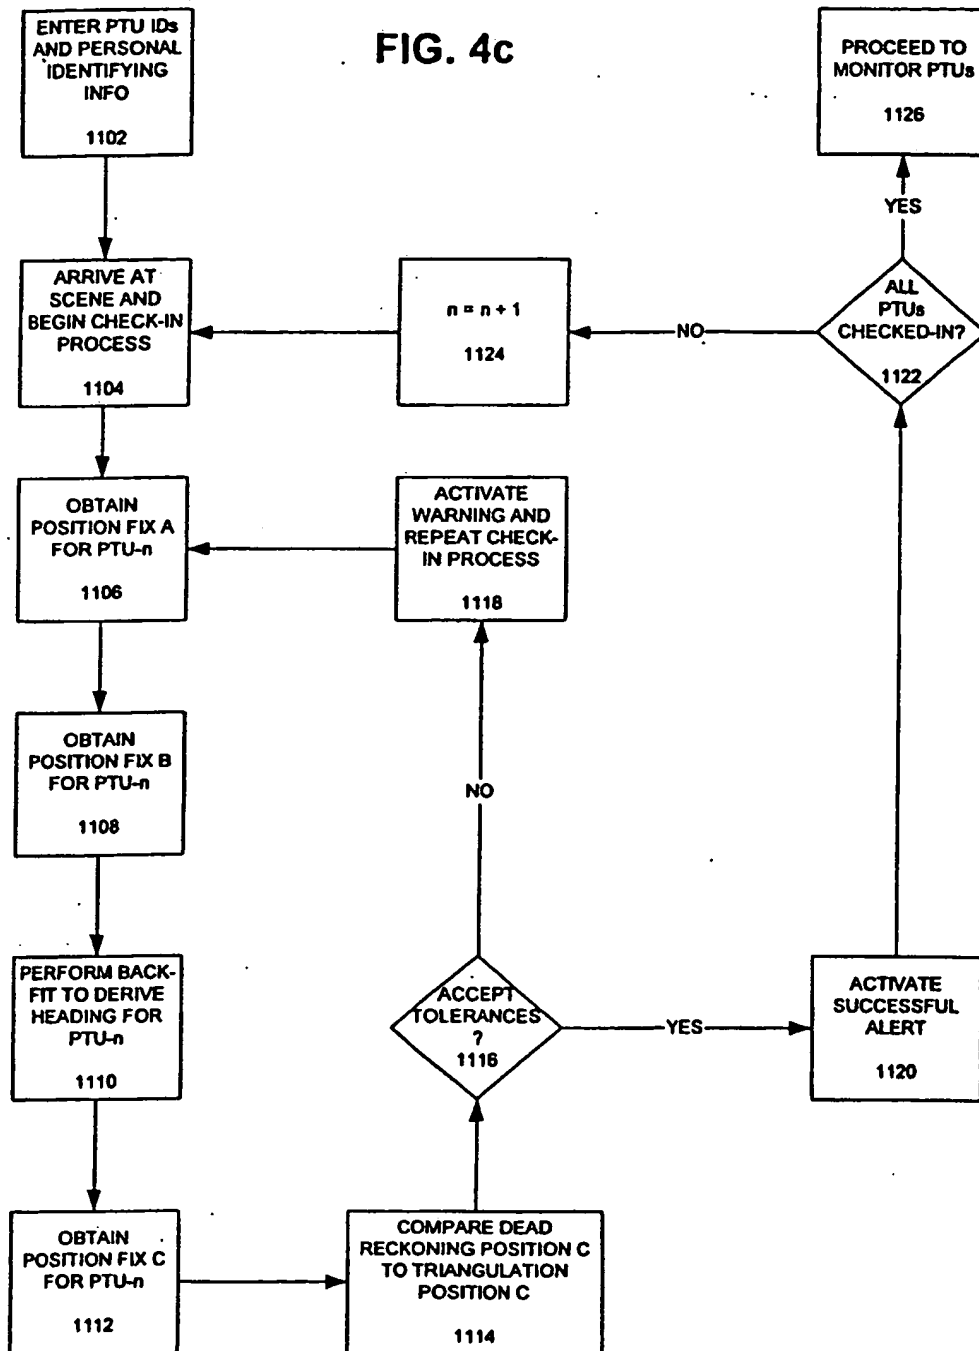 FIG. 4c
ENTER PTU IDs
AND PERSONAL
IDENTIFYING
INFO
1102
PROCEED TO
MONITOR PTUs
1126
YES
ARRIVE AT
SCENE AND
BEGIN CHECK-IN
PROCESS
1104
n = n + 1
1124
NO
ALL
PTUs
CHECKED-IN?
1122
OBTAIN
POSITION FIX A
FOR PTU-n
1106
ACTIVATE
WARNING AND
REPEAT CHECK-
IN PROCESS
1118
OBTAIN
POSITION FIX B
FOR PTU-n
1108
NO
PERFORM BACK-
FIT TO DERIVE
HEADING FOR
PTU-n
1110
ACCEPT
TOLERANCES
?
1116
YES
ACTIVATE
SUCCESSFUL
ALERT
1120
OBTAIN
POSITION FIX C
FOR PTU-n
1112
COMPARE DEAD
RECKONING POSITION C
TO TRIANGULATION
POSITION C
1114